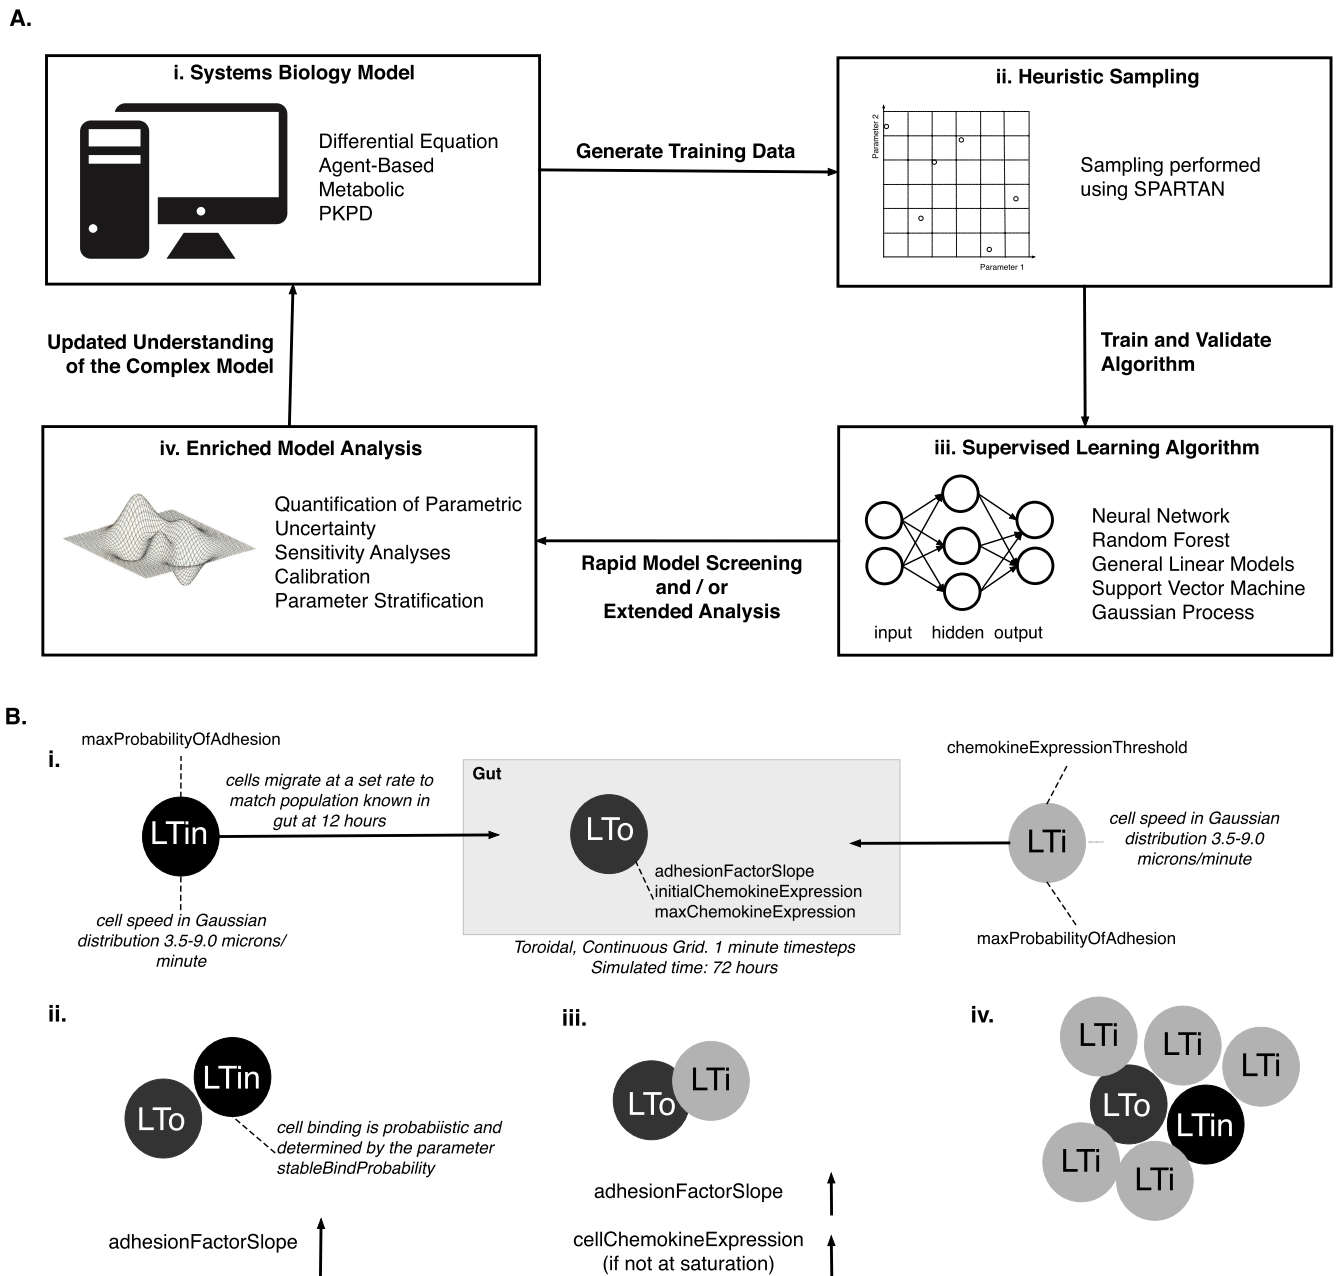 A.
i. Systems Biology Model
Differential Equation
Agent-Based
Metabolic
PKPD
Generate Training Data
ii. Heuristic Sampling
Parameter 2
Parameter 1
Sampling performed
using SPARTAN
Updated Understanding
of the Complex Model
Train and Validate
Algorithm
iv. Enriched Model Analysis
Quantification of Parametric
Uncertainty
Sensitivity Analyses
Calibration
Parameter Stratification
Rapid Model Screening
and / or
Extended Analysis
iii. Supervised Learning Algorithm
input hidden output
Neural Network
Random Forest
General Linear Models
Support Vector Machine
Gaussian Process
B.
i.
maxProbabilityOfAdhesion
LTin
cells migrate at a set rate to
match population known in
gut at 12 hours
cell speed in Gaussian
distribution 3.5-9.0 microns/
minute
Gut
LTo
adhesionFactorSlope
initialChemokineExpression
maxChemokineExpression
Toroidal, Continuous Grid. 1 minute timesteps
Simulated time: 72 hours
chemokineExpressionThreshold
LTi
cell speed in Gaussian
distribution 3.5-9.0
microns/minute
maxProbabilityOfAdhesion
ii.
LTin
LTo
cell binding is probabiistic and
determined by the parameter
stableBindProbability
adhesionFactorSlope
iii.
LTi
LTo
adhesionFactorSlope
cellChemokineExpression
(if not at saturation)
iv.
LTi
LTi
LTi
LTo
LTin
LTi
LTi